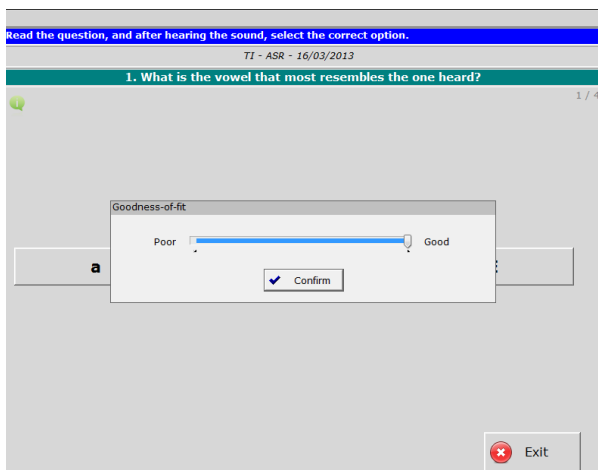 Read the question, and after hearing the sound, select the correct option.
TI - ASR - 16/03/2013
1. What is the vowel that most resembles the one heard?
1 / 4
Goodness-of-fit
Poor Good
a
Confirm
Exit